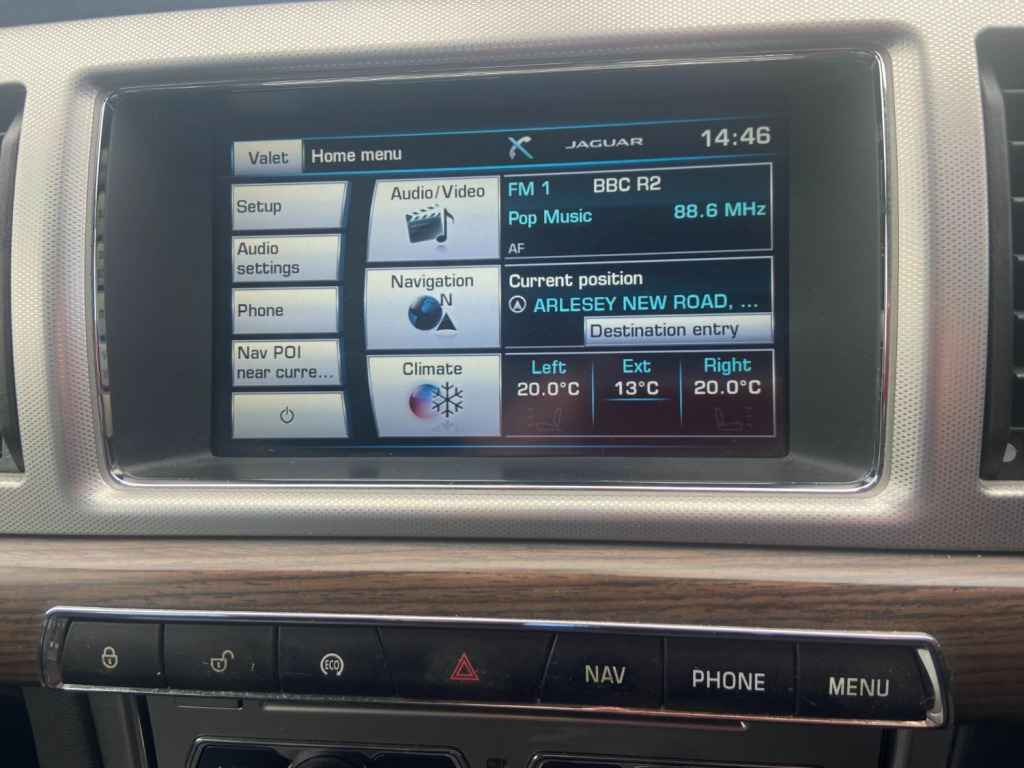 Valet Home menu JAGUAR 14:46
Setup
Audio
settings
Phone
Nav POI
near curre...
Audio/Video
Navigation
N
Climate
FM 1 BBC R2
Pop Music 88.6 MHz
AF
Current position
ARLESEY NEW ROAD, ...
Destination entry
Left Ext Right
20.0°C 13°C 20.0°C
ECO NAV PHONE MENU